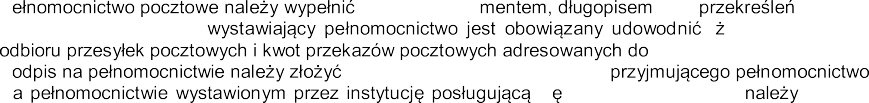 ełnomocnictwo pocztowe należy wypełnić mentem, długopisem przekreśleń
wystawiający pełnomocnictwo jest obowiązany udowodnić ż
odbioru przesyłek pocztowych i kwot przekazów pocztowych adresowanych do
odpis na pełnomocnictwie należy złożyć przyjmującego pełnomocnictwo
a pełnomocnictwie wystawionym przez instytucję posługującą ę należy